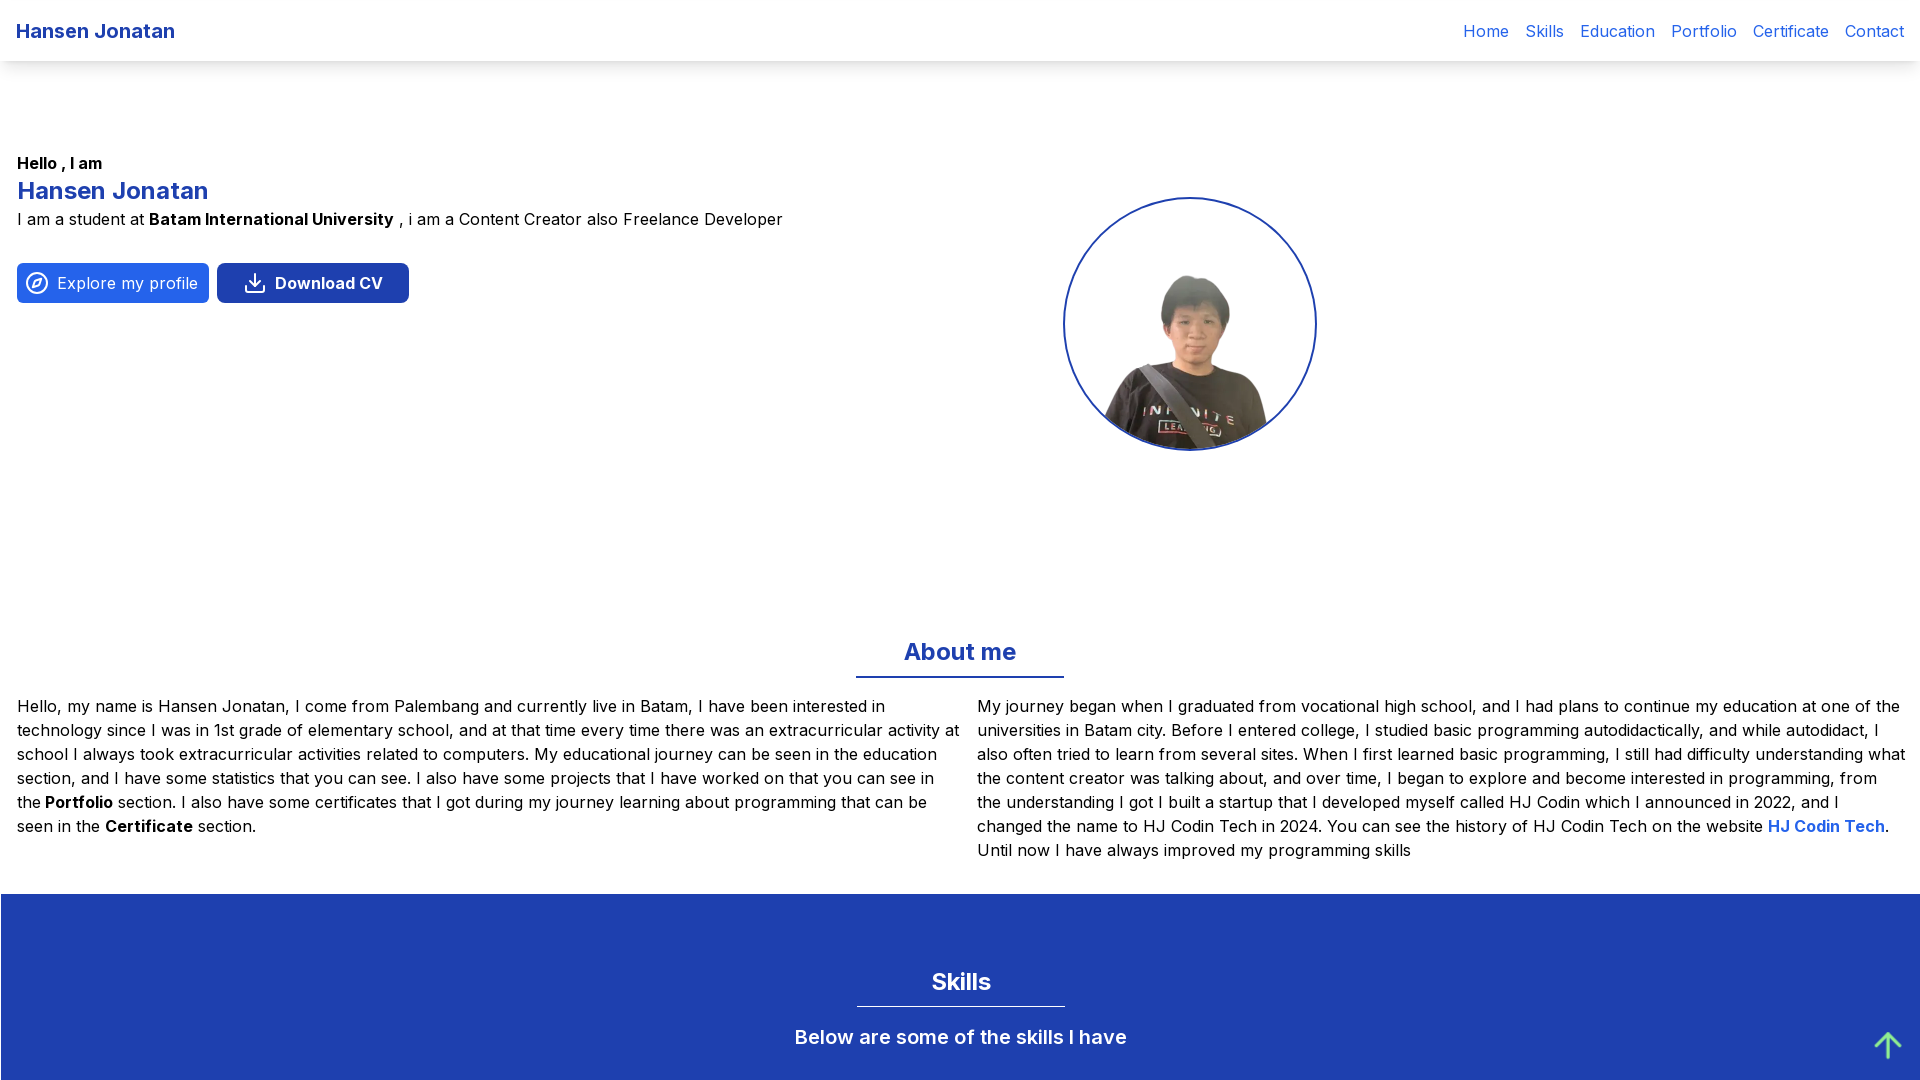 Hansen Jonatan
Home Skills Education Portfolio Certificate Contact
Hello , I am
Hansen Jonatan
I am a student at Batam International University , i am a Content Creator also Freelance Developer
Explore my profile
Download CV
About me
Hello, my name is Hansen Jonatan, I come from Palembang and currently live in Batam, I have been interested in
technology since I was in 1st grade of elementary school, and at that time every time there was an extracurricular activity at
school I always took extracurricular activities related to computers. My educational journey can be seen in the education
section, and I have some statistics that you can see. I also have some projects that I have worked on that you can see in
the Portfolio section. I also have some certificates that I got during my journey learning about programming that can be
seen in the Certificate section.
My journey began when I graduated from vocational high school, and I had plans to continue my education at one of the
universities in Batam city. Before I entered college, I studied basic programming autodidactically, and while autodidact, I
also often tried to learn from several sites. When I first learned basic programming, I still had difficulty understanding what
the content creator was talking about, and over time, I began to explore and become interested in programming, from
the understanding I got I built a startup that I developed myself called HJ Codin which I announced in 2022, and I
changed the name to HJ Codin Tech in 2024. You can see the history of HJ Codin Tech on the website HJ Codin Tech.
Until now I have always improved my programming skills
Skills
Below are some of the skills I have